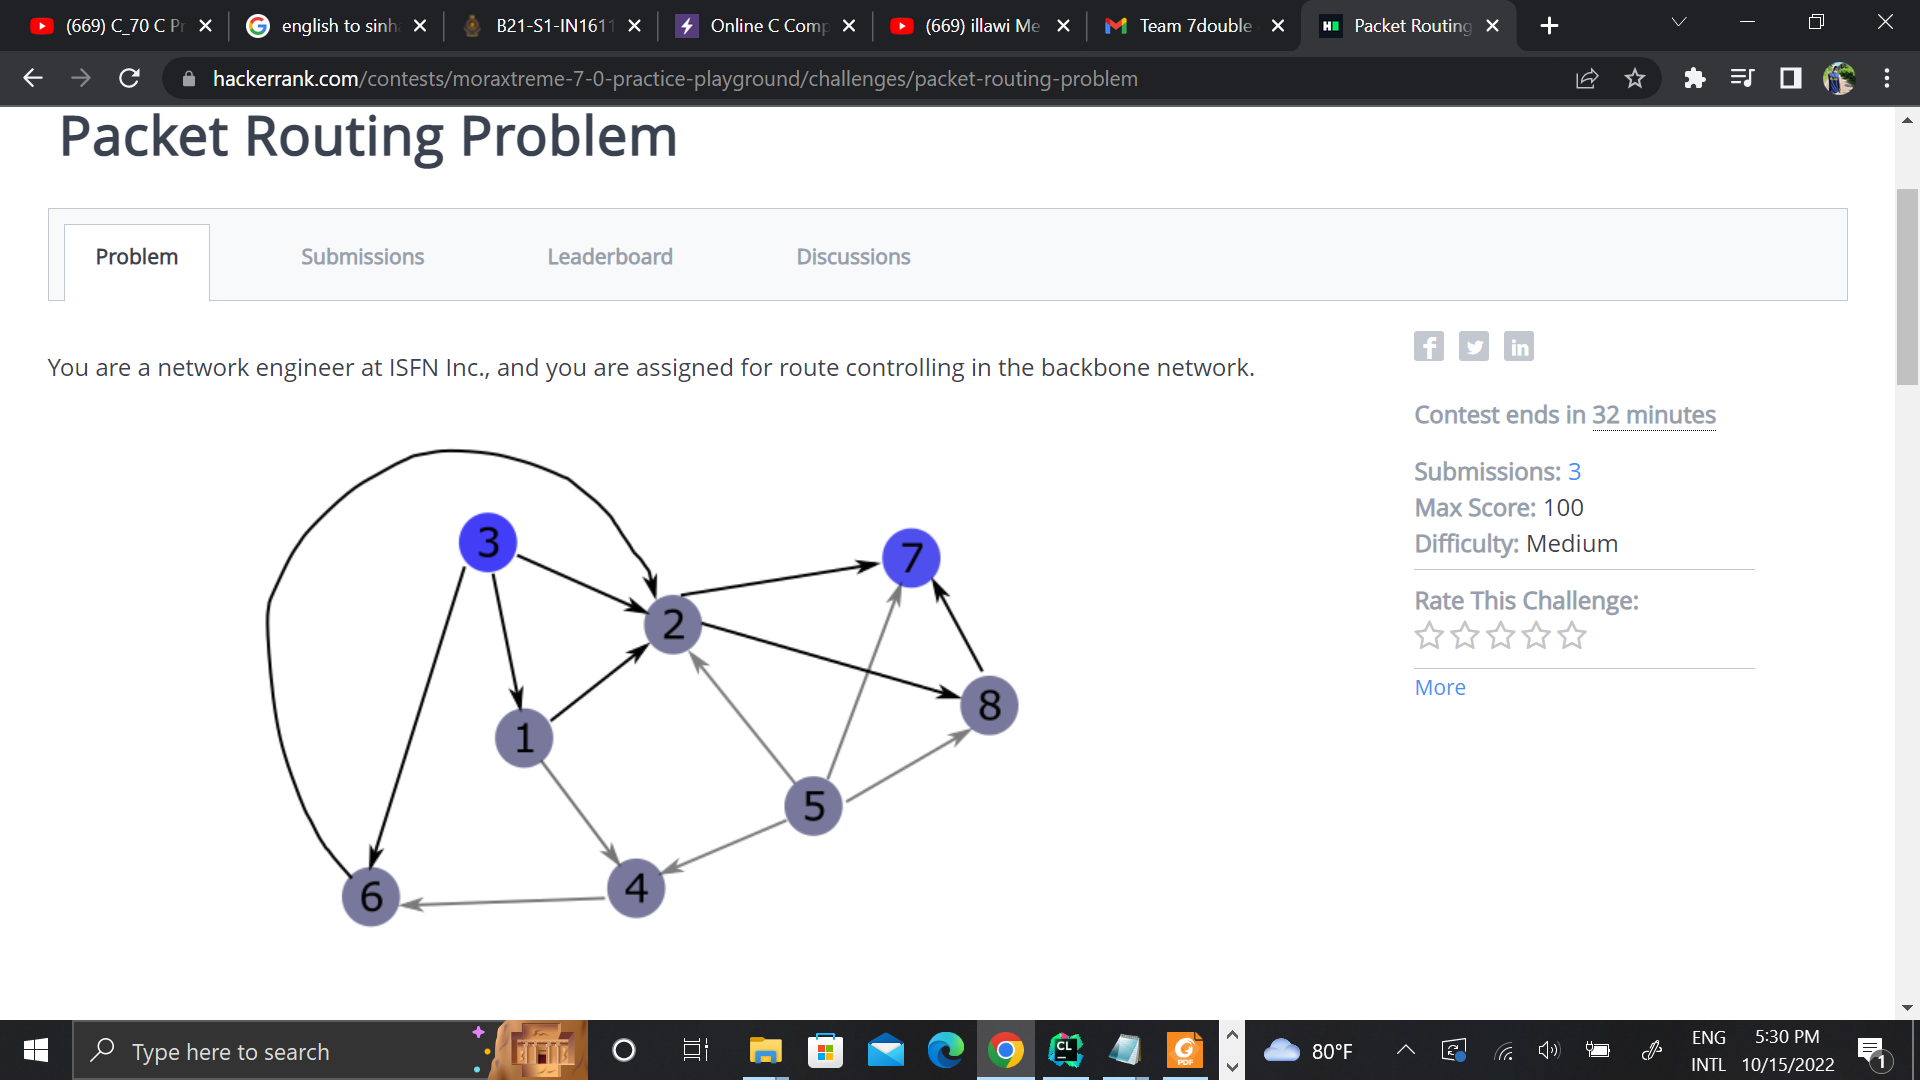 (669) C_70 C Pr
english to sinh
B21-S1-IN1611
Online C Comp
(669) illawi Me
Team 7double
Packet Routing
hackerrank.com/contests/moraxtreme-7-0-practice-playground/challenges/packet-routing-problem
Packet Routing Problem
Problem
Submissions
Leaderboard
Discussions
You are a network engineer at ISFN Inc., and you are assigned for route controlling in the backbone network.
Contest ends in 32 minutes
Submissions: 3
Max Score: 100
Difficulty: Medium
Rate This Challenge:
More
3
7
2
8
1
5
4
6
Type here to search
CL
PDF
80°F
ENG
INTL
5:30 PM
10/15/2022
1